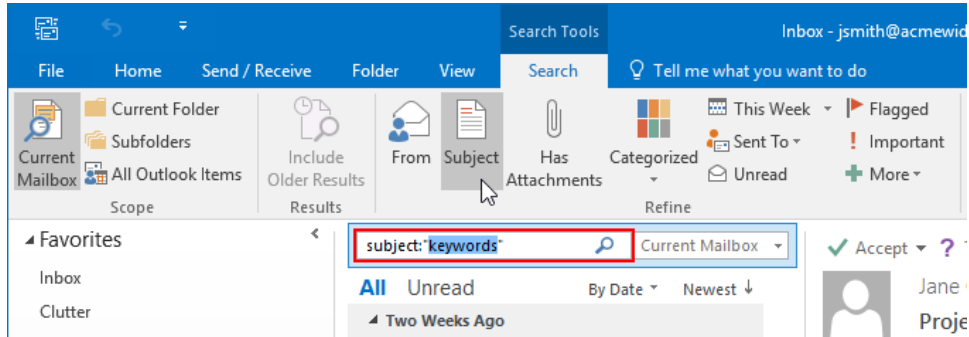 Search Tools
Inbox - jsmith@acmewid
File Home Send / Receive Folder View Search Tell me what you want to do
Current Folder This Week Flagged
Subfolders Sent To Important
Current Mailbox All Outlook Items Include Older Results From Subject Has Attachments Categorized Unread More
Scope Results Refine
Favorites subject:"keywords" Current Mailbox Accept ?
Inbox All Unread By Date Newest Jane
Clutter Two Weeks Ago Proje